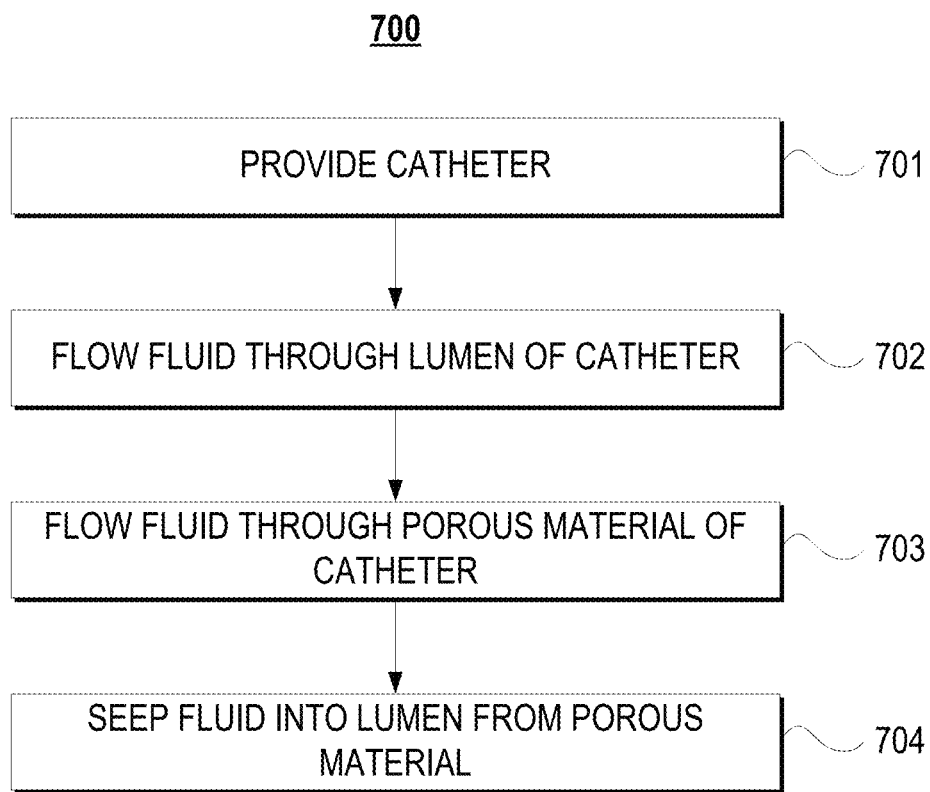 700
PROVIDE CATHETER
701
FLOW FLUID THROUGH LUMEN OF CATHETER
702
FLOW FLUID THROUGH POROUS MATERIAL OF
CATHETER
703
SEEP FLUID INTO LUMEN FROM POROUS
MATERIAL
704